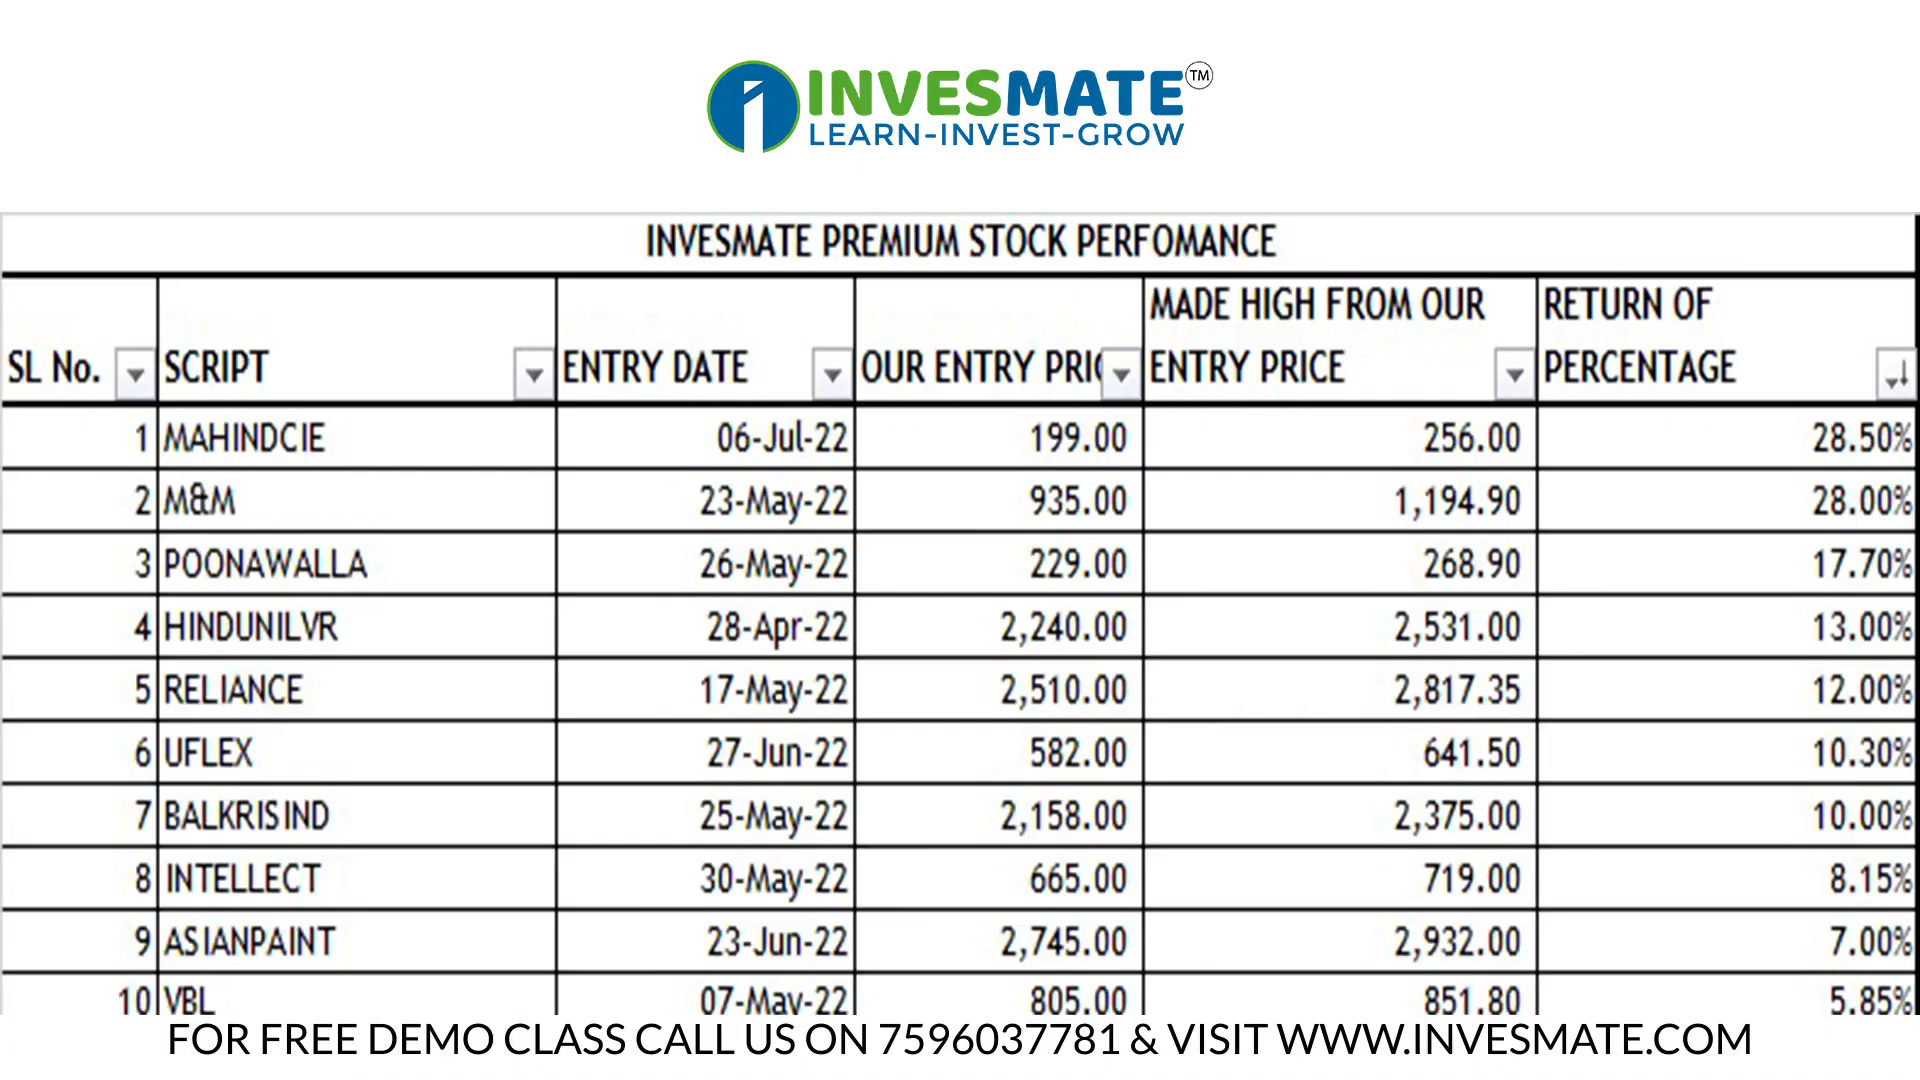 INVESMATE TM
LEARN-INVEST-GROW
INVESMATE PREMIUM STOCK PERFOMANCE
SL No. SCRIPT ENTRY DATE OUR ENTRY PRIC MADE HIGH FROM OUR ENTRY PRICE RETURN OF PERCENTAGE
1 MAHINDCIE 06-Jul-22 199.00 256.00 28.50%
2 M&M 23-May-22 935.00 1,194.90 28.00%
3 POONAWALLA 26-May-22 229.00 268.90 17.70%
4 HINDUNILVR 28-Apr-22 2,240.00 2,531.00 13.00%
5 RELIANCE 17-May-22 2,510.00 2,817.35 12.00%
6 UFLEX 27-Jun-22 582.00 641.50 10.30%
7 BALKRISIND 25-May-22 2,158.00 2,375.00 10.00%
8 INTELLECT 30-May-22 665.00 719.00 8.15%
9 ASIANPAINT 23-Jun-22 2,745.00 2,932.00 7.00%
10 VBL 07-May-22 805.00 851.80 5.85%
FOR FREE DEMO CLASS CALL US ON 7596037781 & VISIT WWW.INVESMATE.COM